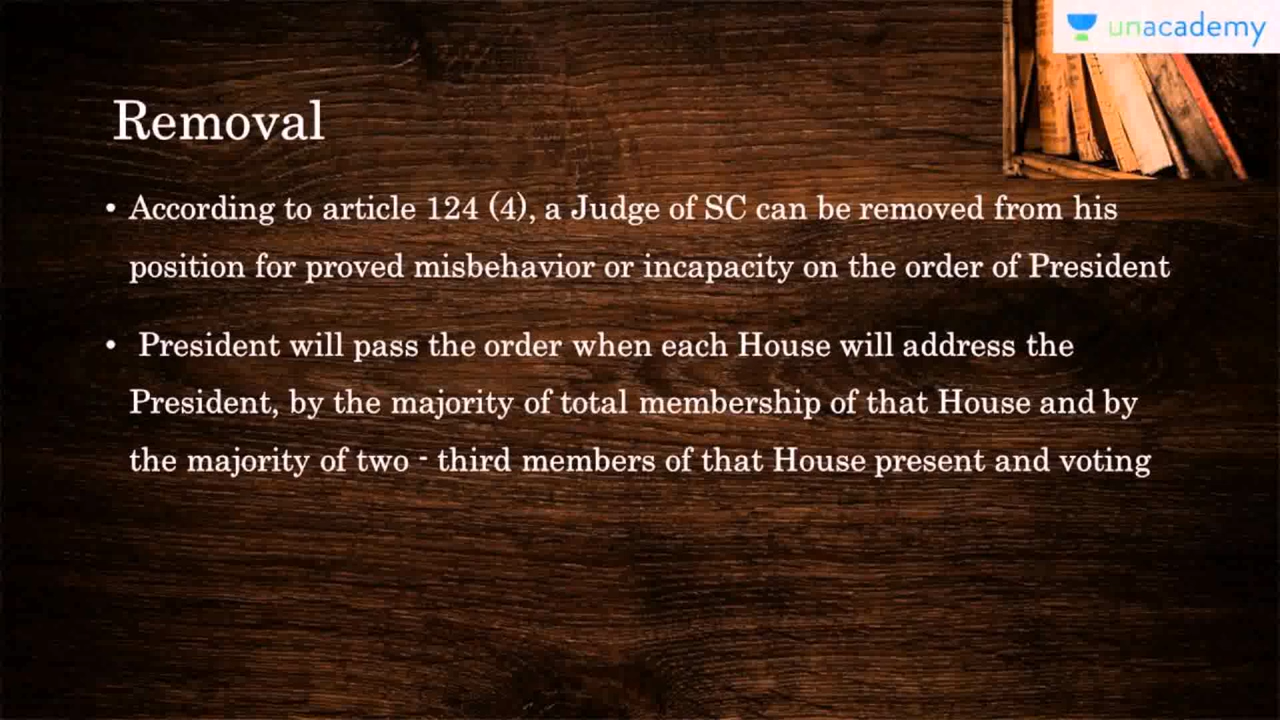 unacademy
Removal
• According to article 124 (4), a Judge of SC can be removed from his
position for proved misbehavior or incapacity on the order of President
• President will pass the order when each House will address the
President, by the majority of total membership of that House and by
the majority of two - third members of that House present and voting